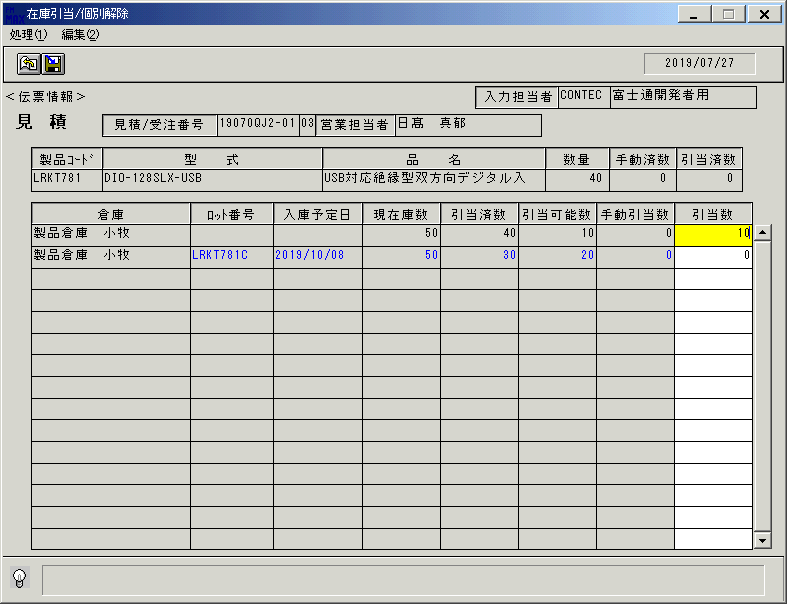 在庫引当/個別解除
処理(1) 編集(2)
2019/07/27
<伝票情報>
入力担当者 CONTEC 富士通開発者用
見 積
見積/受注番号 19070QJ2-01 03 営業担当者 日髙 真郁
製品ｺｰﾄﾞ 型 式 品 名 数量 手動済数 引当済数
LRKT781 DIO-128SLX-USB USB対応絶縁型双方向デジタル入 40 0 0
倉庫 ﾛｯﾄ番号 入庫予定日 現在庫数 引当済数 引当可能数 手動引当数 引当数
製品倉庫 小牧 50 40 10 0 10
製品倉庫 小牧 LRKT781C 2019/10/08 50 30 20 0 0